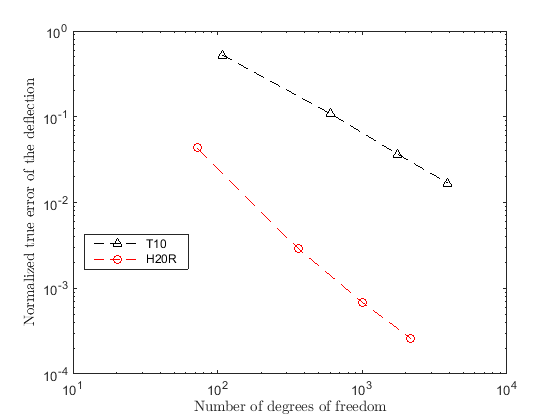 10^0
10^-1
10^-2
10^-3
10^-4
Normalized true error of the deflection
T10
H20R
10^1 10^2 10^3 10^4
Number of degrees of freedom